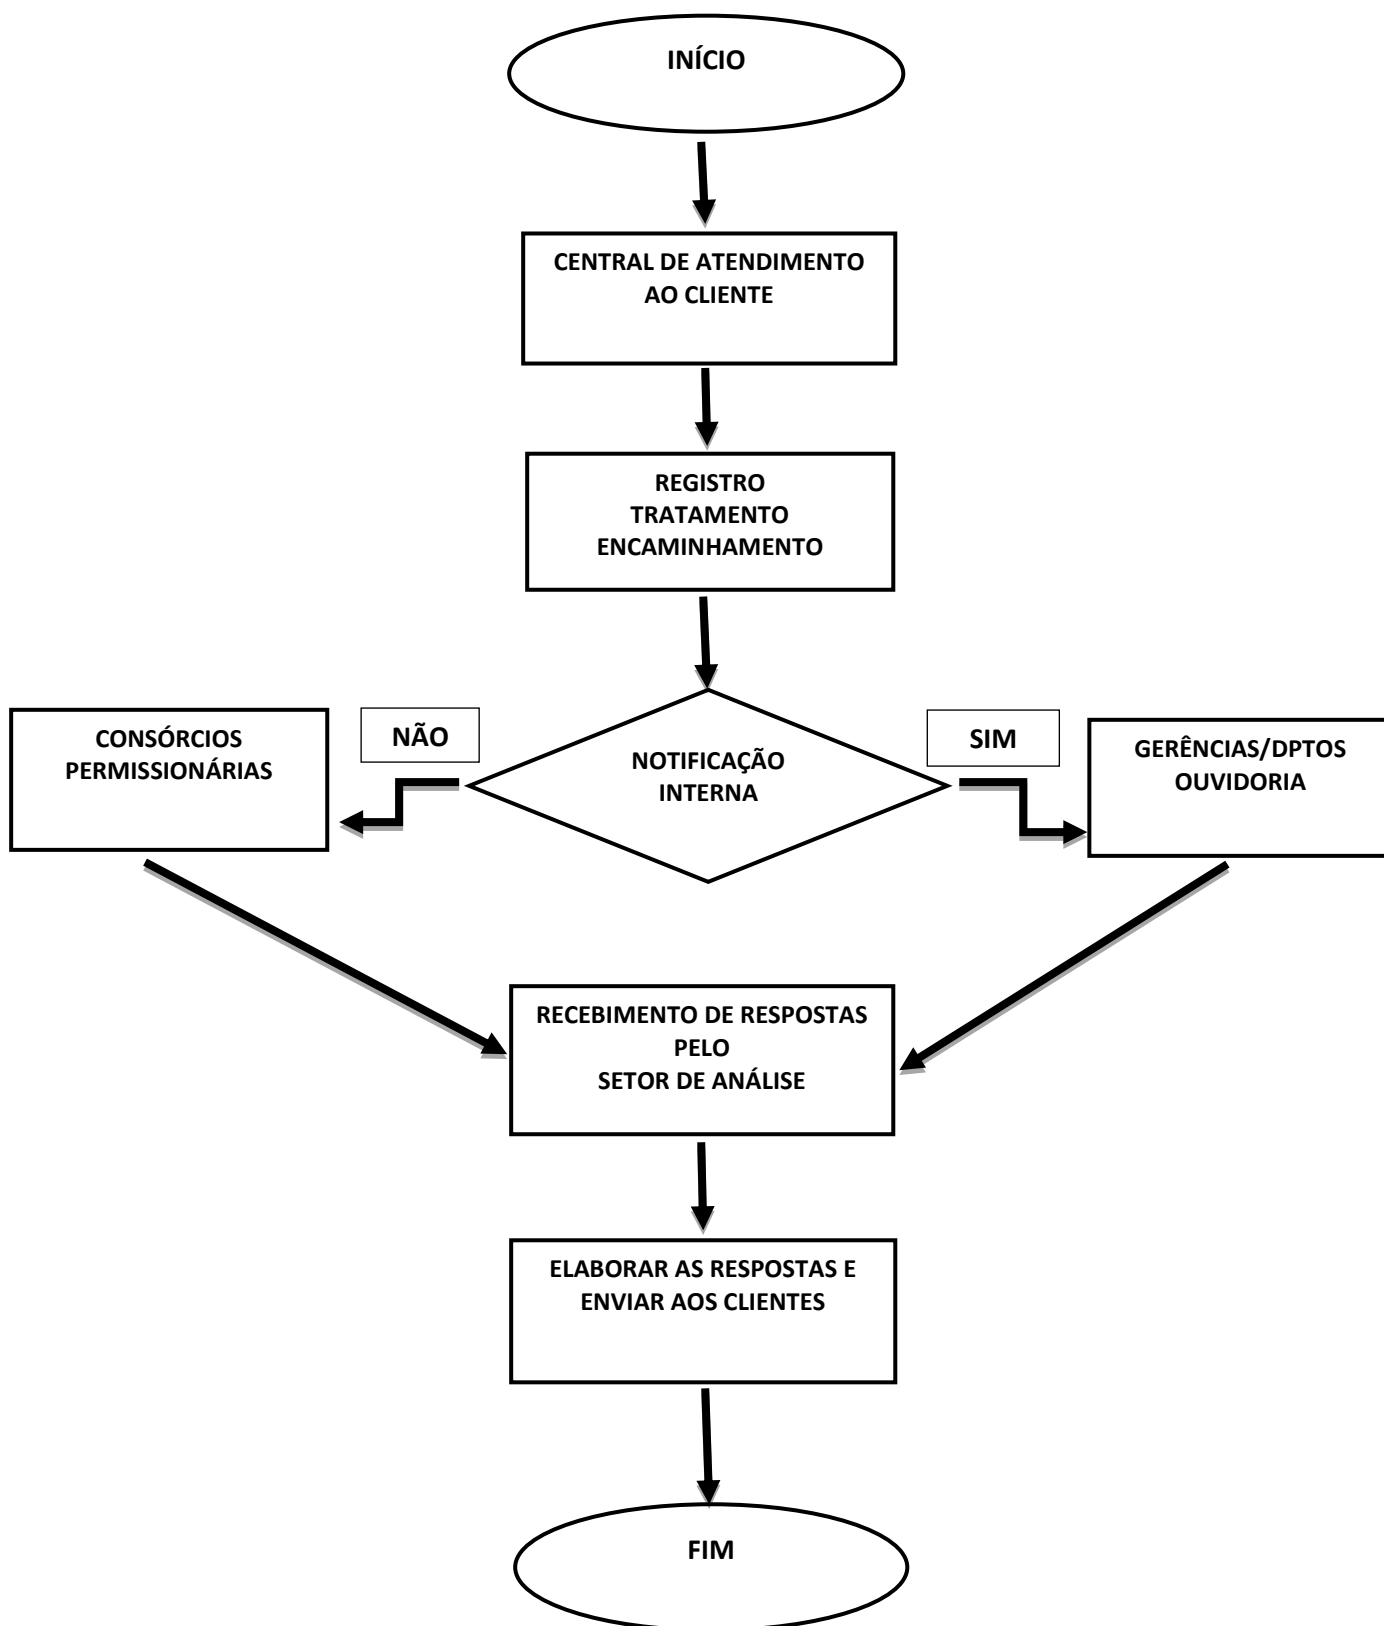 INÍCIO
CENTRAL DE ATENDIMENTO
AO CLIENTE
REGISTRO
TRATAMENTO
ENCAMINHAMENTO
CONSÓRCIOS
PERMISSIONÁRIAS
NÃO
NOTIFICAÇÃO
INTERNA
SIM
GERÊNCIAS/DPTOS
OUVIDORIA
RECEBIMENTO DE RESPOSTAS
PELO
SETOR DE ANÁLISE
ELABORAR AS RESPOSTAS E
ENVIAR AOS CLIENTES
FIM